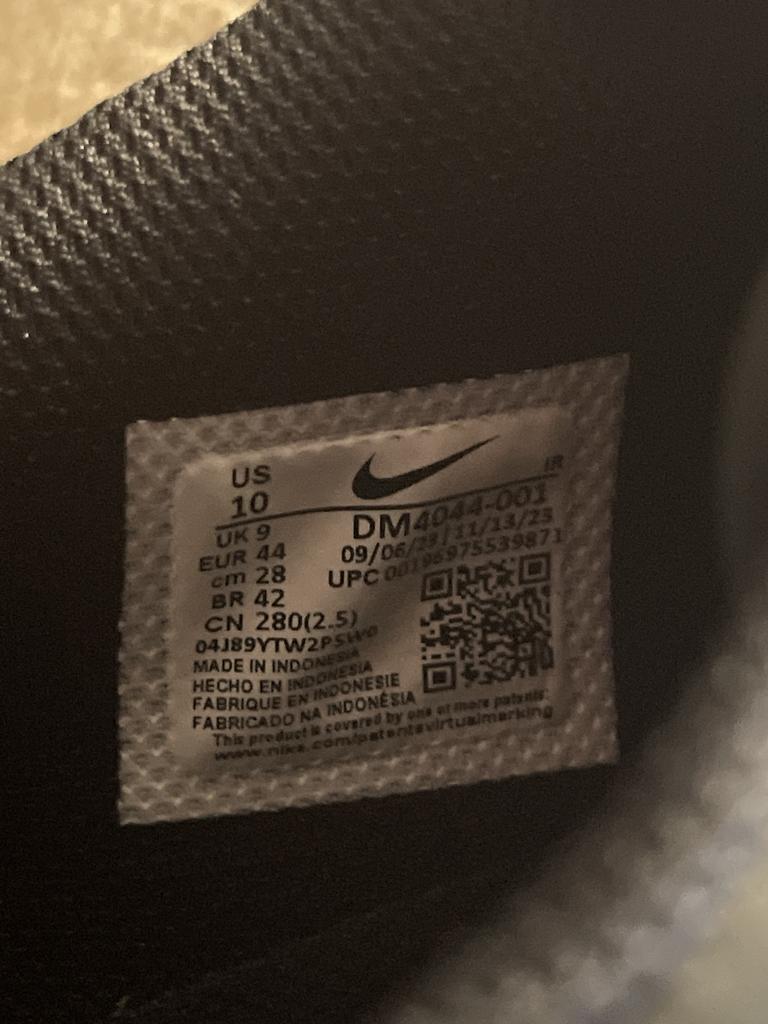 US
10
IR
UK 9
DM4044-001
EUR 44
09/06/23 | 11/13/23
cm 28
UPC 00196975539871
BR 42
CN 280(2.5)
04J89YTW2PSW0
MADE IN INDONESIA
HECHO EN INDONESIA
FABRIQUE EN INDONESIE
FABRICADO NA INDONÉSIA
This product is covered by one or more patents:
www.nike.com/patentsvirtualmarking